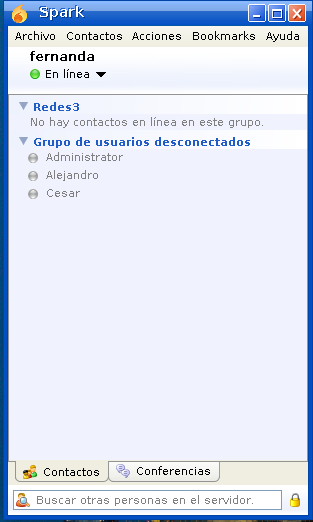 Spark
Archivo Contactos Acciones Bookmarks Ayuda
fernanda
En línea
Redes3
No hay contactos en línea en este grupo.
Grupo de usuarios desconectados
Administrator
Alejandro
Cesar
Contactos Conferencias
Buscar otras personas en el servidor.